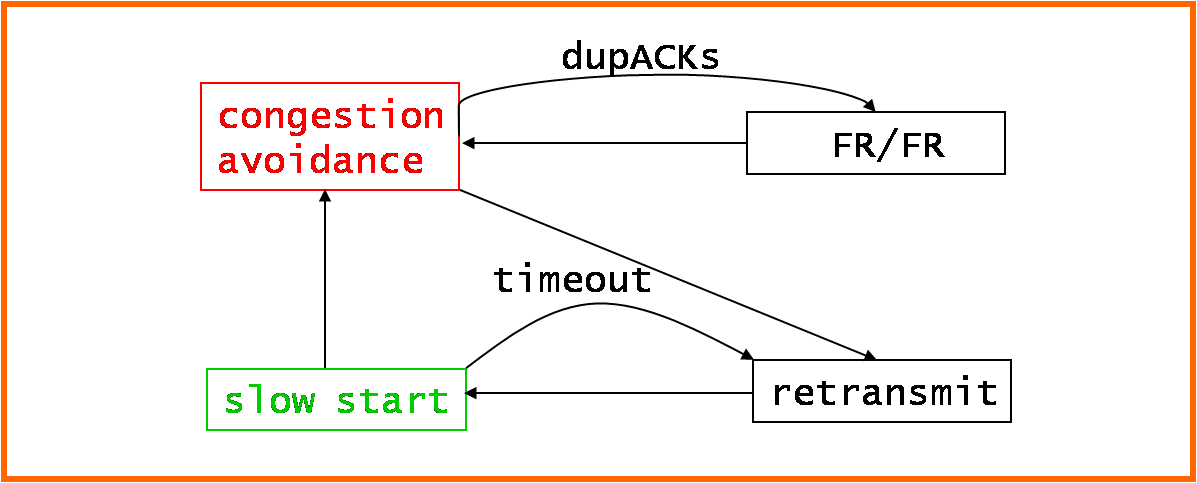 dupACKs
congestion
avoidance
FR/FR
timeout
slow start
retransmit